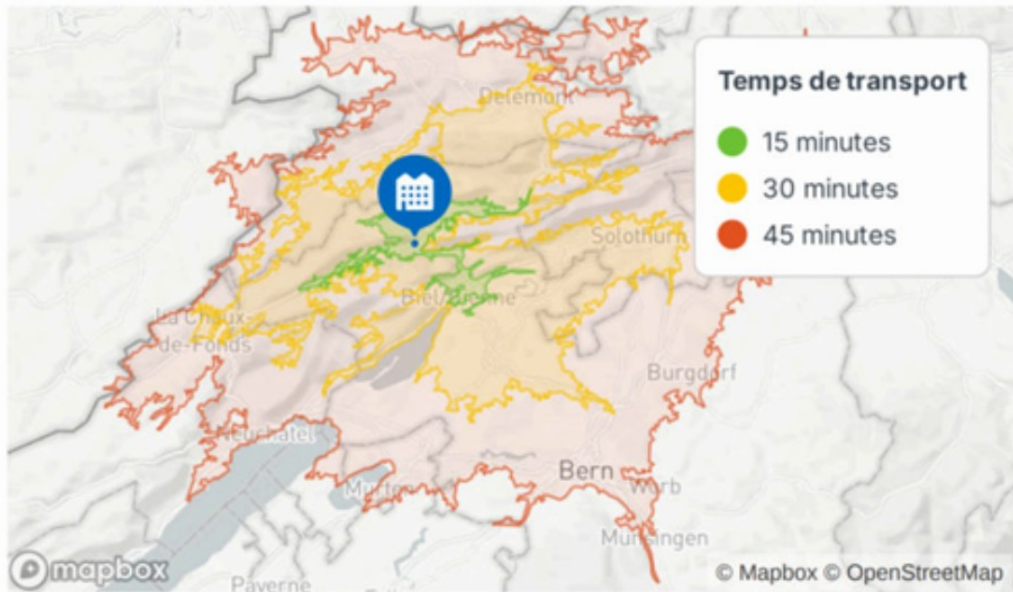 Delémont
Temps de transport
15 minutes
30 minutes
45 minutes
Solothurn
Biel/Bienne
La Chaux-
de-Fonds
Burgdorf
Neuchâtel
Bern
Murten
Worb
Münsingen
Payerne
mapbox
© Mapbox © OpenStreetMap